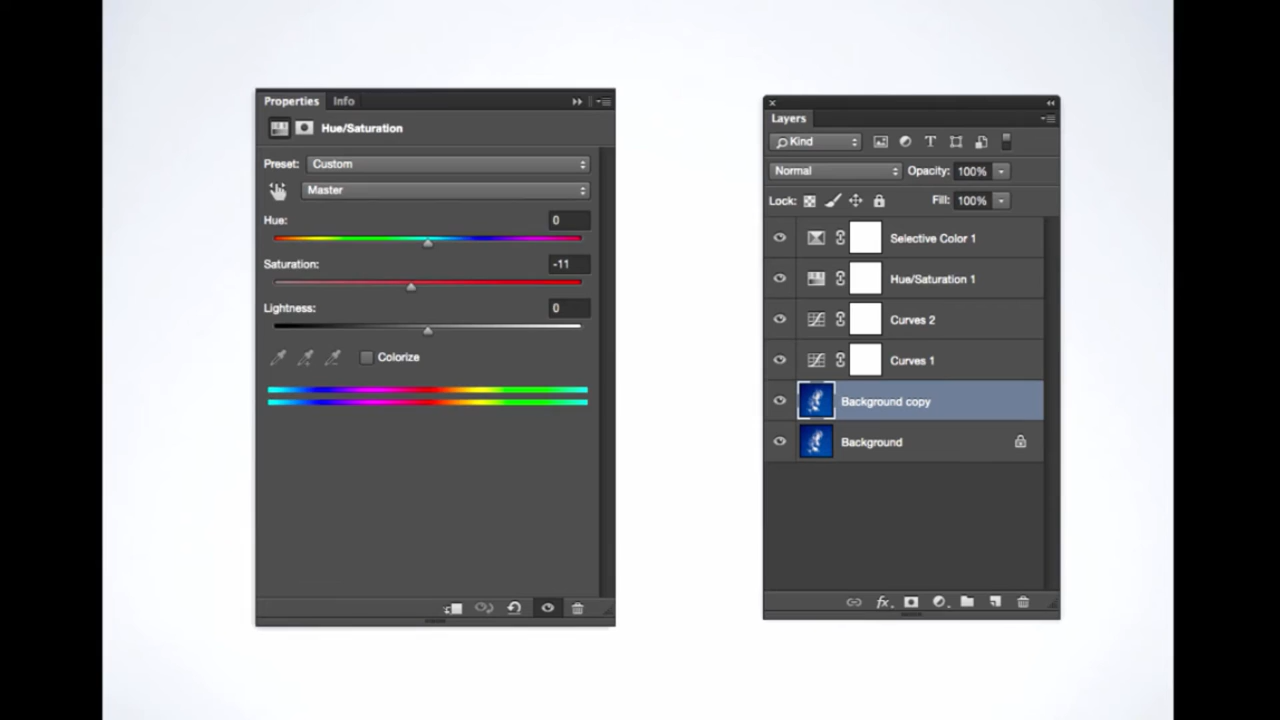 Properties Info
Hue/Saturation
Preset: Custom
Master
Hue: 0
Saturation: -11
Lightness: 0
Colorize
Layers
Kind T
Normal Opacity: 100%
Lock: Fill: 100%
Selective Color 1
Hue/Saturation 1
Curves 2
Curves 1
Background copy
Background
fx